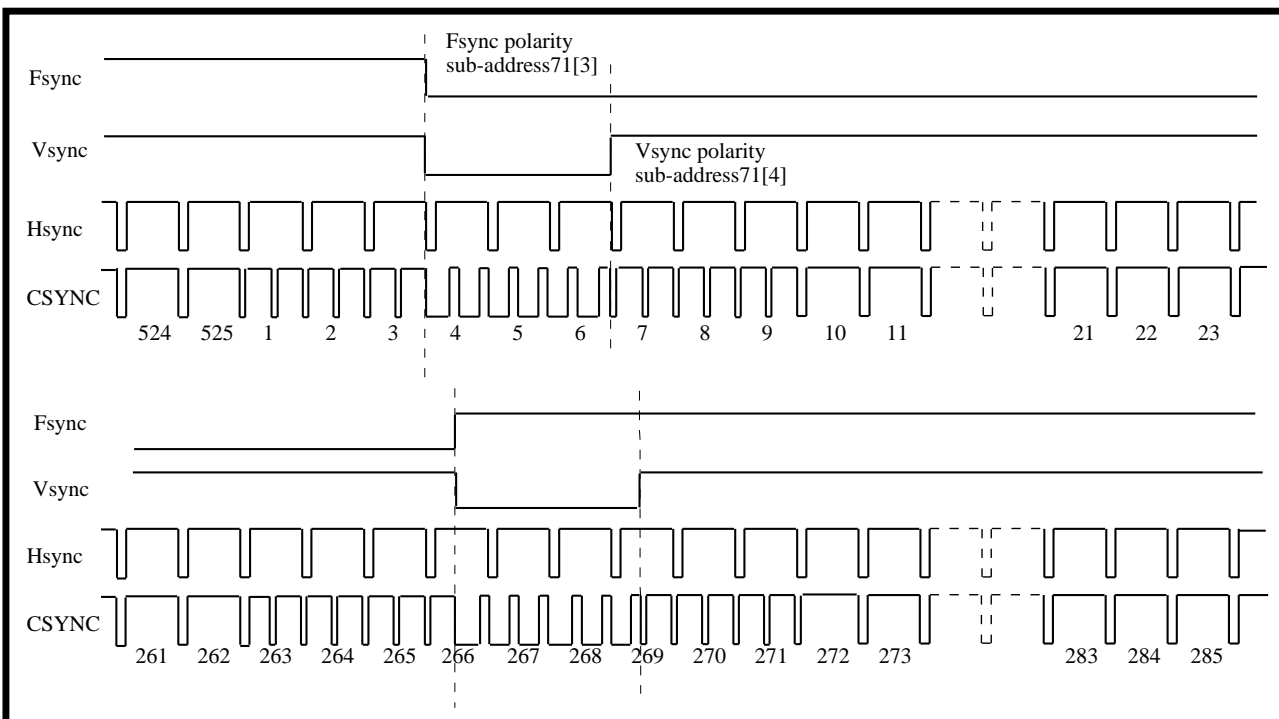 Fsync polarity
sub-address71[3]
Fsync
Vsync
Vsync polarity
sub-address71[4]
Hsync
CSYNC
524 525 1 2 3 4 5 6 7 8 9 10 11 21 22 23
Fsync
Vsync
Hsync
CSYNC
261 262 263 264 265 266 267 268 269 270 271 272 273 283 284 285